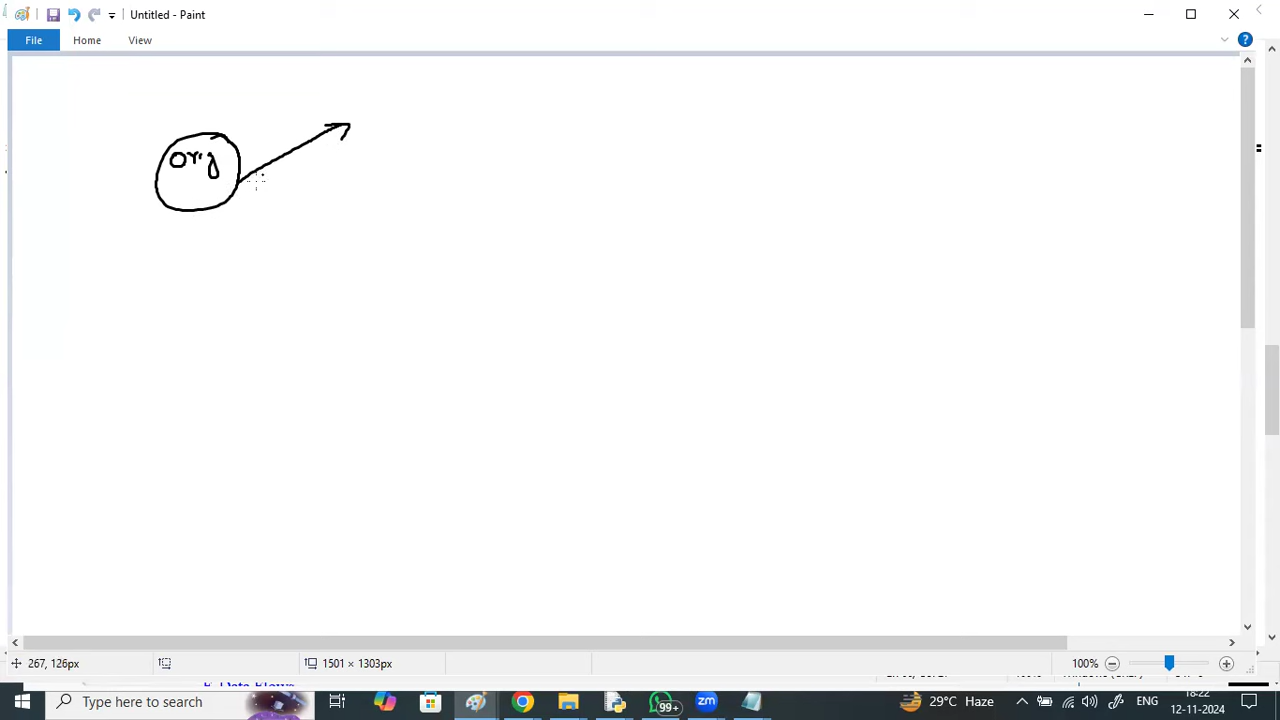 Untitled - Paint
File
Home
View
org
267, 126px
1501 × 1303px
100%
Type here to search
99+
zm
29°C Haze
ENG
18:22
12-11-2024